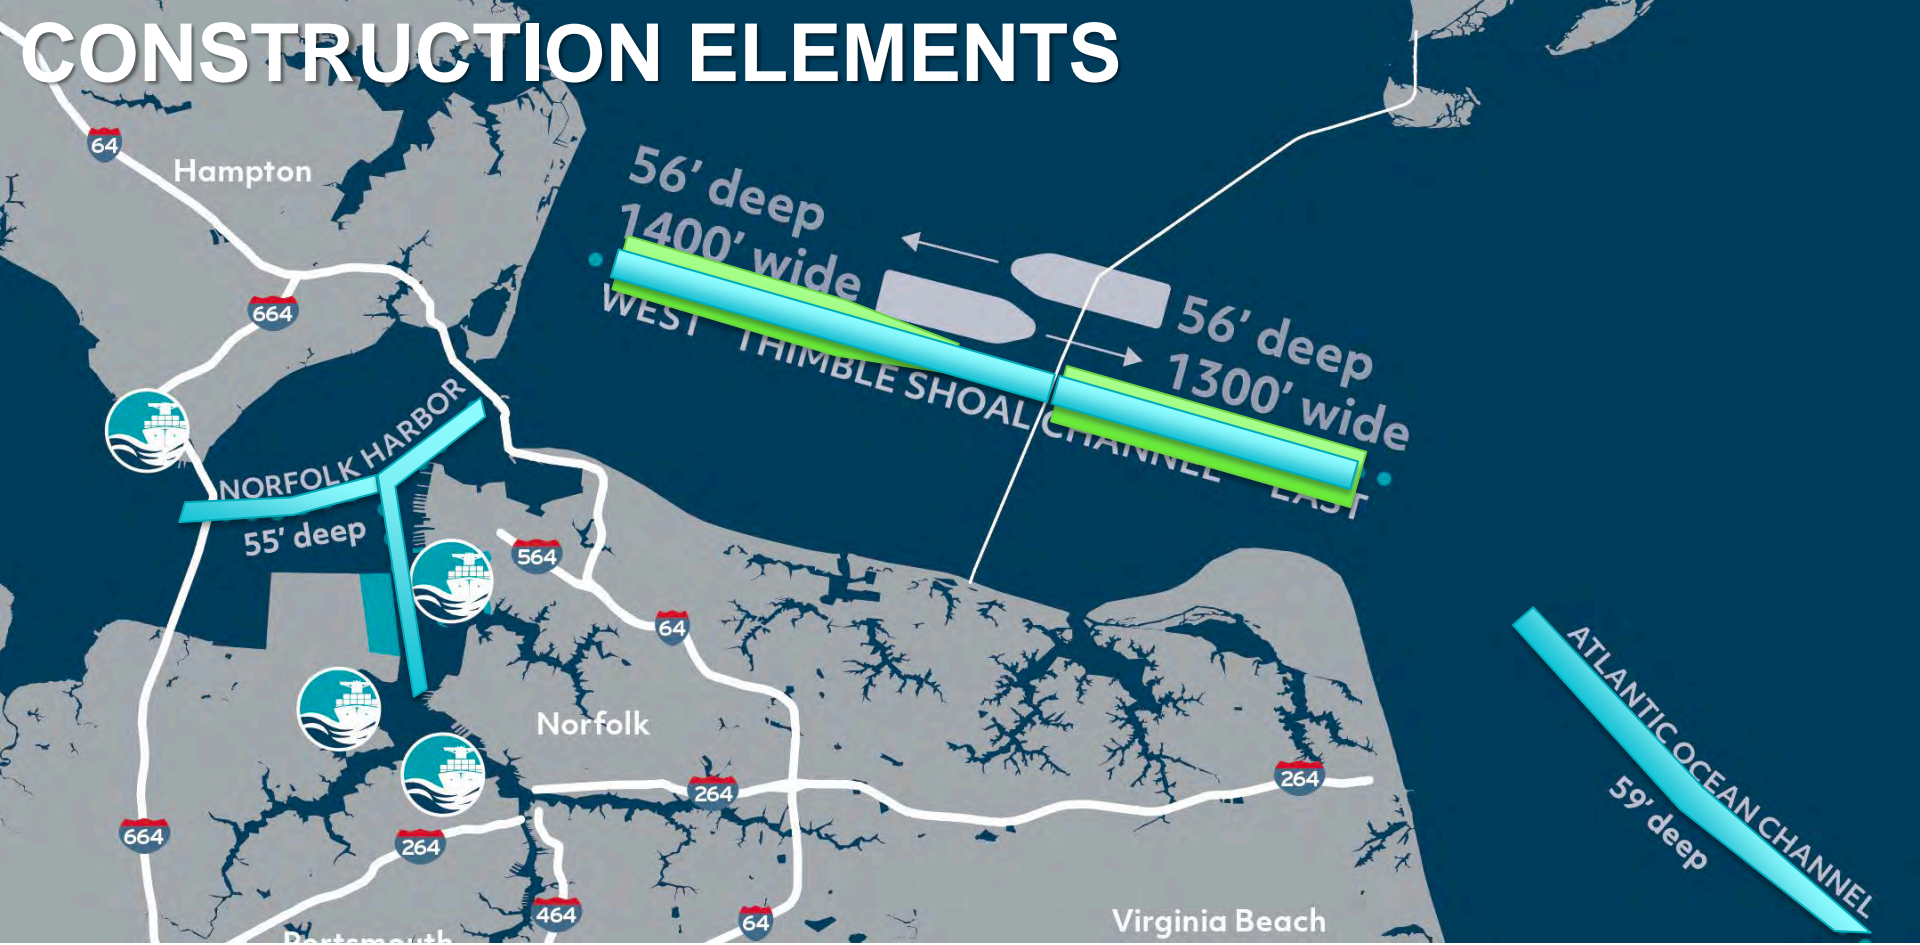 CONSTRUCTION ELEMENTS
64
Hampton
56' deep
1400' wide
664
WEST THIMBLE SHOAL CHANNEL EAST
56' deep
1300' wide
NORFOLK HARBOR
55' deep
564
64
ATLANTIC OCEAN CHANNEL
59' deep
Norfolk
264
264
664
264
464
64
Virginia Beach
Portsmouth